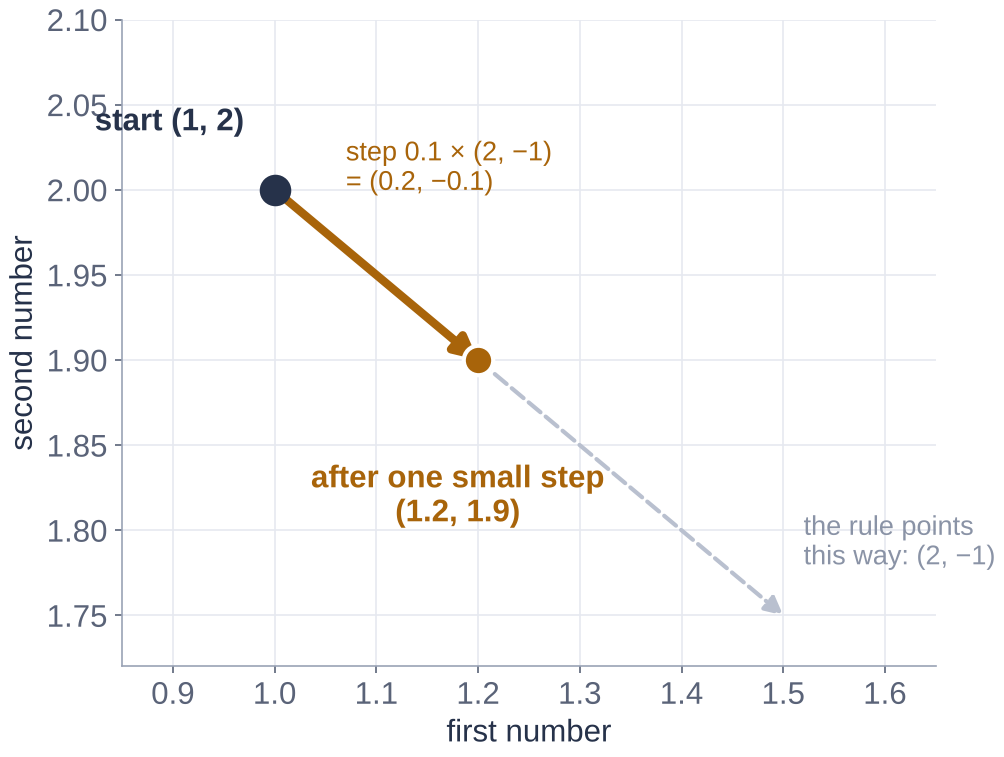 2.10
2.05
start (1, 2)
step 0.1 × (2, −1)
= (0.2, −0.1)
2.00
1.95
1.90
1.85
after one small step
(1.2, 1.9)
1.80
the rule points
this way: (2, −1)
1.75
second number
0.9 1.0 1.1 1.2 1.3 1.4 1.5 1.6
first number